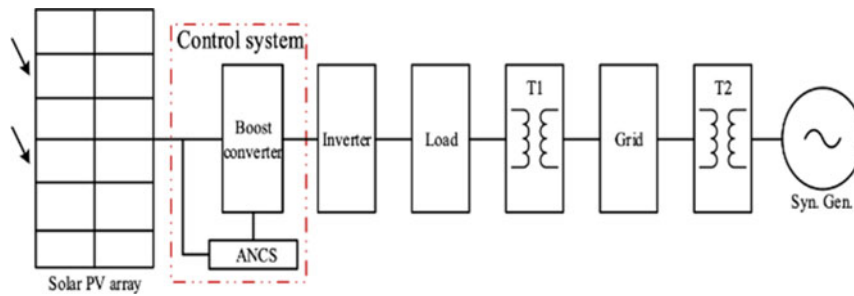 Control system
Boost
converter
ANCS
Inverter
Load
T1
Grid
T2
Syn. Gen.
Solar PV array